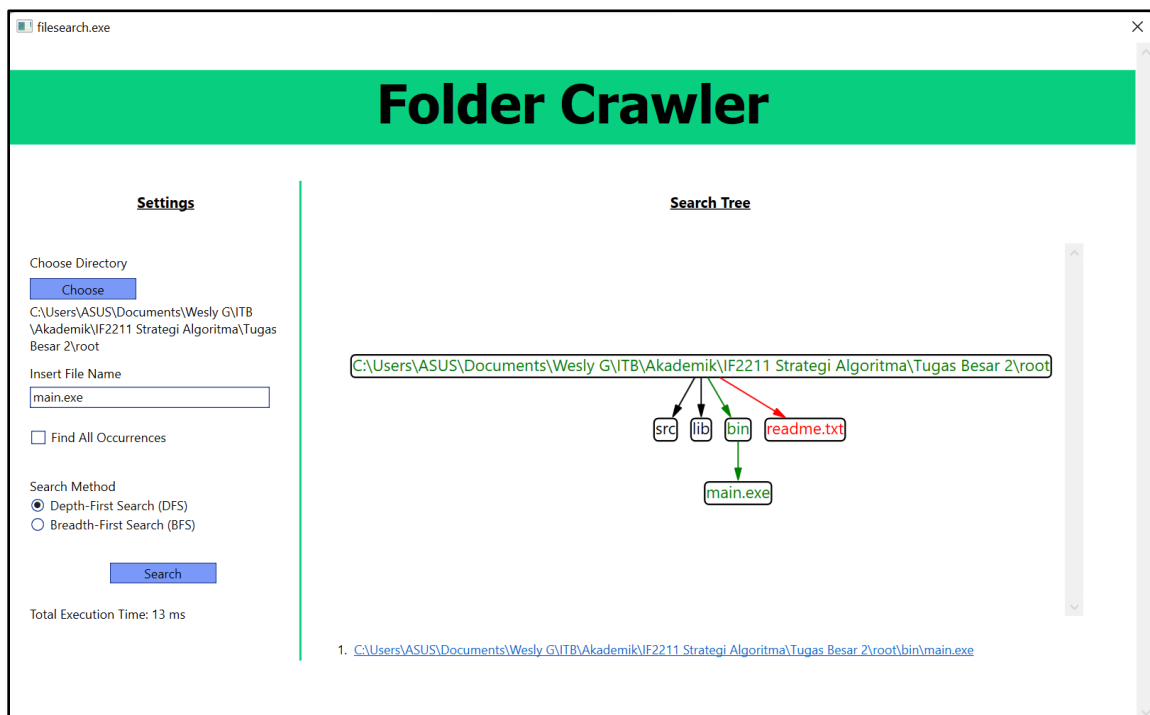 filesearch.exe
Folder Crawler
Settings
Choose Directory
Choose
C:\Users\ASUS\Documents\Wesly G\ITB
\Akademik\IF2211 Strategi Algoritma\Tugas
Besar 2\root
Insert File Name
main.exe
Find All Occurrences
Search Method
Depth-First Search (DFS)
Breadth-First Search (BFS)
Search
Total Execution Time: 13 ms
Search Tree
C:\Users\ASUS\Documents\Wesly G\ITB\Akademik\IF2211 Strategi Algoritma\Tugas Besar 2\root
src lib bin readme.txt
main.exe
1. C:\Users\ASUS\Documents\Wesly G\ITB\Akademik\IF2211 Strategi Algoritma\Tugas Besar 2\root\bin\main.exe